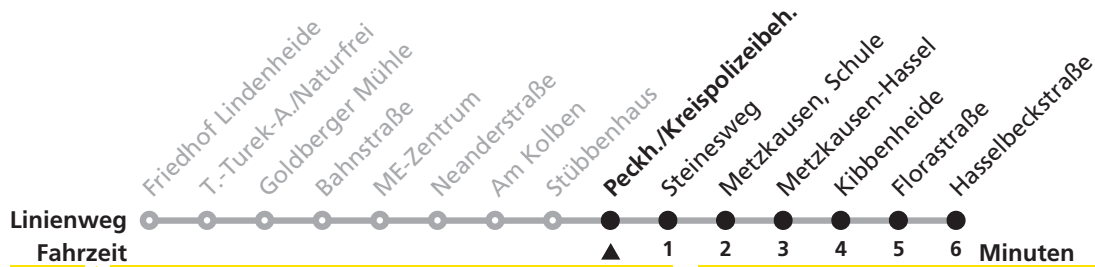 Friedhof Lindenheide
T.-Turek-A./Naturfrei
Goldberger Mühle
Bahnstraße
ME-Zentrum
Neanderstraße
Am Kolben
Stübbenhaus
Peckh./Kreispolizeibeh.
Steinesweg
Metzkausen, Schule
Metzkausen-Hassel
Kibbenheide
Florastraße
Hasselbeckstraße
Linienweg
Fahrzeit 1 2 3 4 5 6 Minuten